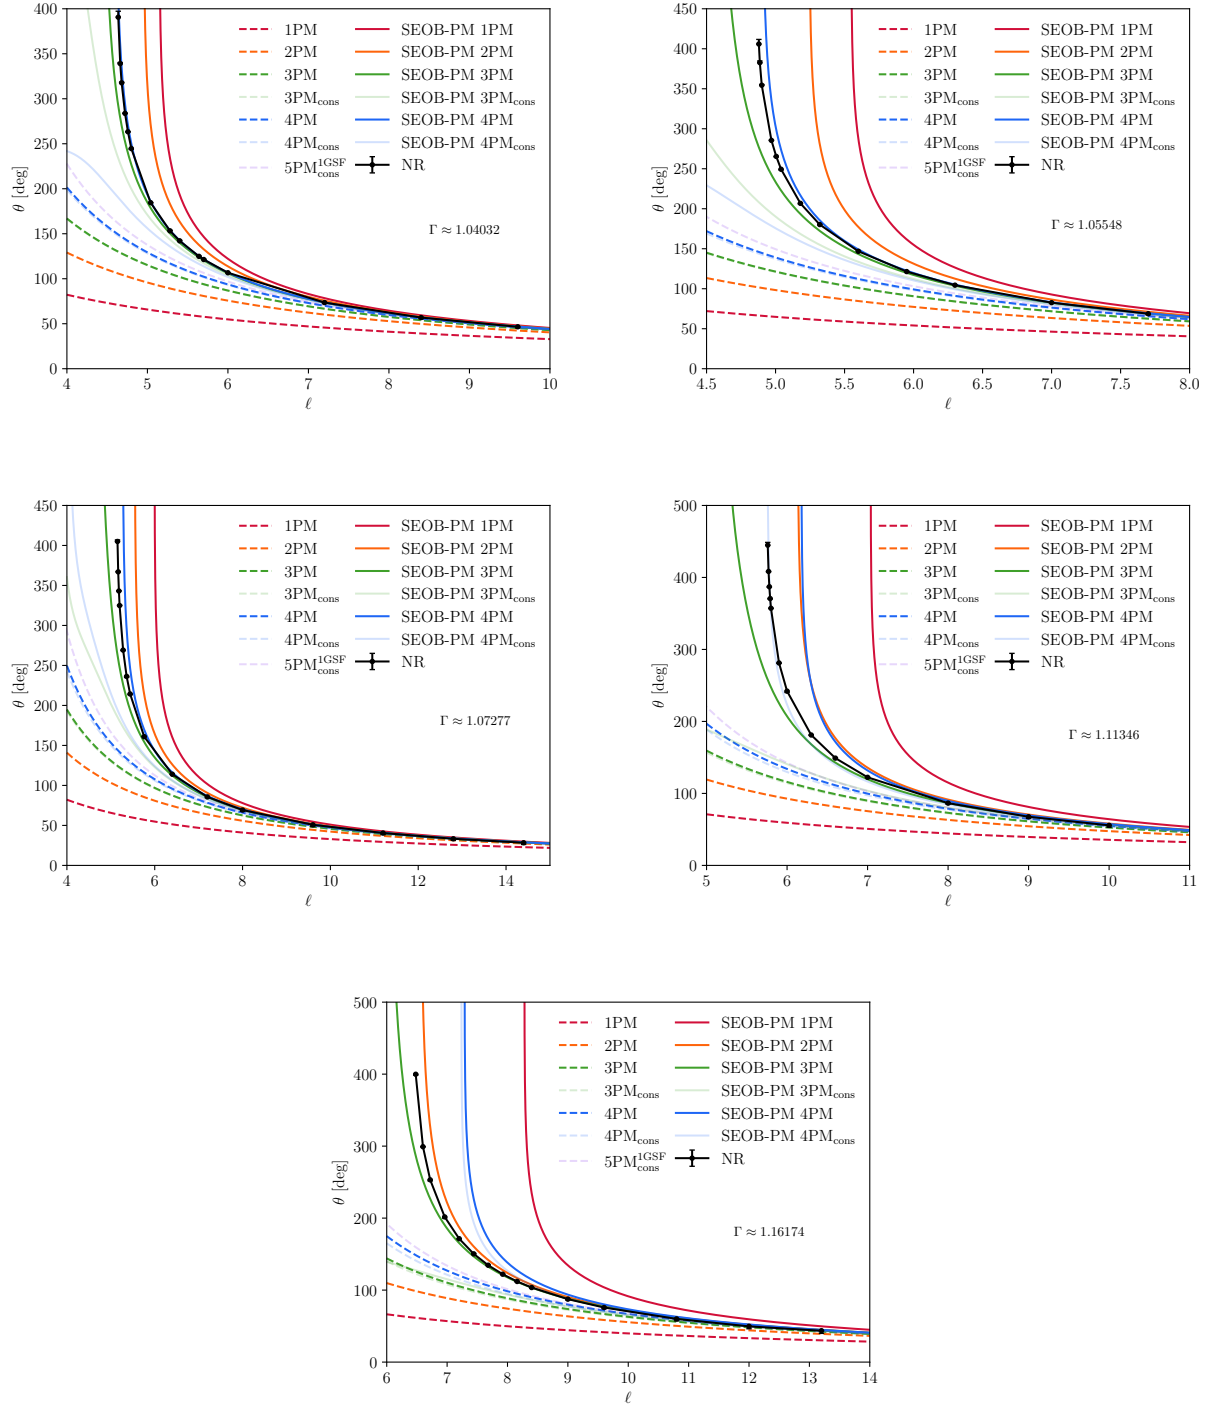 400
350
300
250
200
150
100
50
0
θ [deg]
4 5 6 7 8 9 10
ℓ
1PM SEOB-PM 1PM
2PM SEOB-PM 2PM
3PM SEOB-PM 3PM
3PMcons SEOB-PM 3PMcons
4PM SEOB-PM 4PM
4PMcons SEOB-PM 4PMcons
5PM1GSFcons NR
Γ ≈ 1.04032
450
400
350
300
250
200
150
100
50
0
θ [deg]
4.5 5.0 5.5 6.0 6.5 7.0 7.5 8.0
ℓ
1PM SEOB-PM 1PM
2PM SEOB-PM 2PM
3PM SEOB-PM 3PM
3PMcons SEOB-PM 3PMcons
4PM SEOB-PM 4PM
4PMcons SEOB-PM 4PMcons
5PM1GSFcons NR
Γ ≈ 1.05548
450
400
350
300
250
200
150
100
50
0
θ [deg]
4 6 8 10 12 14
ℓ
1PM SEOB-PM 1PM
2PM SEOB-PM 2PM
3PM SEOB-PM 3PM
3PMcons SEOB-PM 3PMcons
4PM SEOB-PM 4PM
4PMcons SEOB-PM 4PMcons
5PM1GSFcons NR
Γ ≈ 1.07277
500
400
300
200
100
0
θ [deg]
5 6 7 8 9 10 11
ℓ
1PM SEOB-PM 1PM
2PM SEOB-PM 2PM
3PM SEOB-PM 3PM
3PMcons SEOB-PM 3PMcons
4PM SEOB-PM 4PM
4PMcons SEOB-PM 4PMcons
5PM1GSFcons NR
Γ ≈ 1.11346
500
400
300
200
100
0
θ [deg]
6 7 8 9 10 11 12 13 14
ℓ
1PM SEOB-PM 1PM
2PM SEOB-PM 2PM
3PM SEOB-PM 3PM
3PMcons SEOB-PM 3PMcons
4PM SEOB-PM 4PM
4PMcons SEOB-PM 4PMcons
5PM1GSFcons NR
Γ ≈ 1.16174